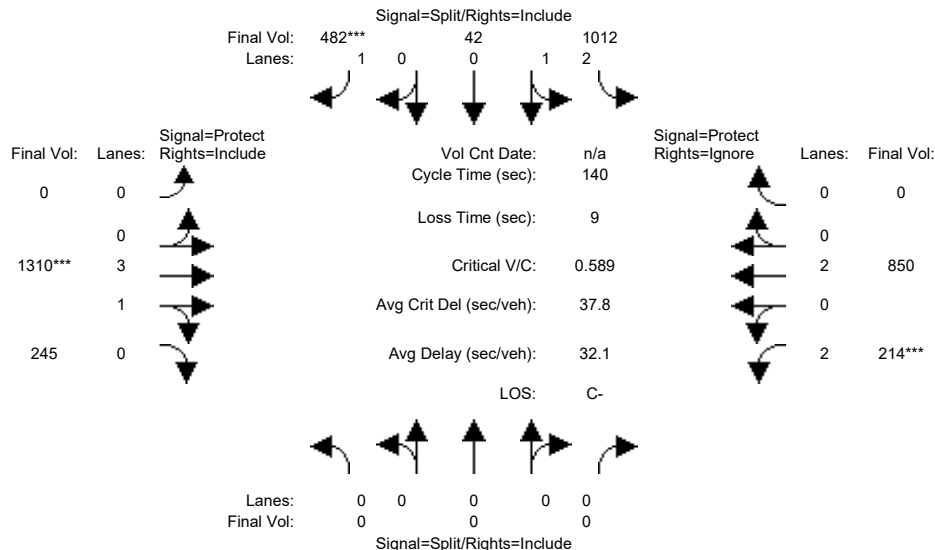 Signal=Split/Rights=Include
Final Vol: 482*** 42 1012
Lanes: 1 0 0 1 2
Signal=Protect Signal=Protect
Final Vol: Lanes: Rights=Include Vol Cnt Date: n/a Rights=Ignore Lanes: Final Vol:
Cycle Time (sec): 140
0 0 0 0
Loss Time (sec): 9
0 0
1310*** 3 Critical V/C: 0.589 2 850
1 Avg Crit Del (sec/veh): 37.8 0
245 0 Avg Delay (sec/veh): 32.1 2 214***
LOS: C-
Lanes: 0 0 0 0 0
Final Vol: 0 0 0
Signal=Split/Rights=Include